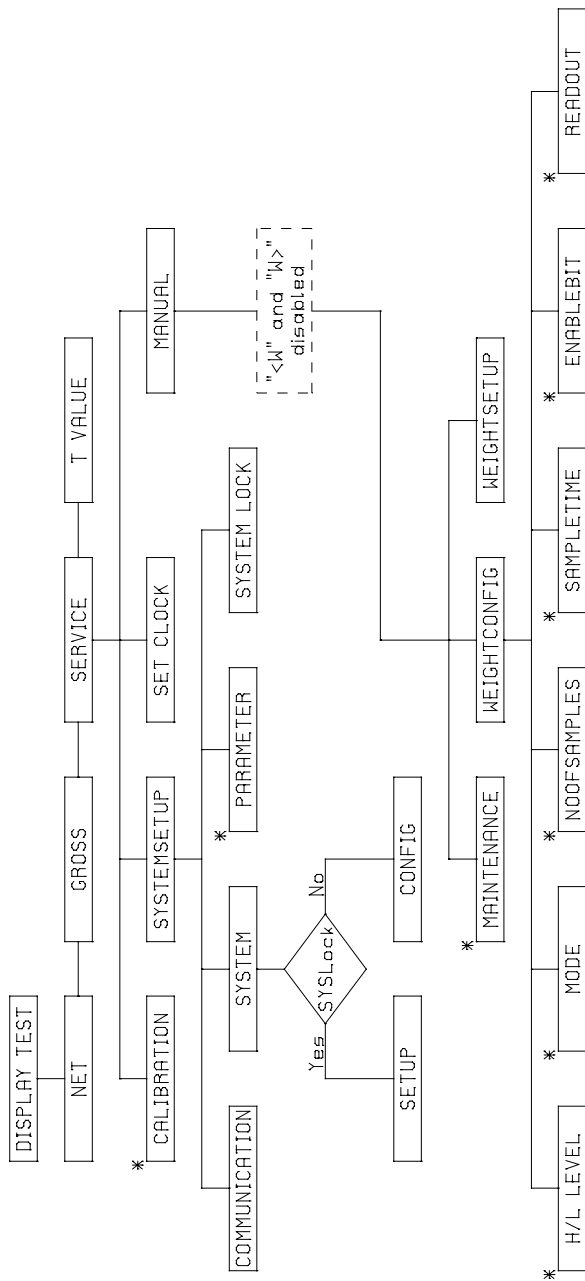 DISPLAY TEST
NET
GROSS
SERVICE
T VALUE
* CALIBRATION
SYSTEMSETUP
SET CLOCK
MANUAL
COMMUNICATION
SYSTEM
* PARAMETER
SYSTEM LOCK
"<W" and "W>"
disabled
SYSLock
Yes
No
SETUP
CONFIG
* MAINTENANCE
WEIGHTCONFIG
WEIGHTSETUP
* H/L LEVEL
* MODE
* NOOFSAMPLES
* SAMPLETIME
* ENABLEBIT
* READOUT